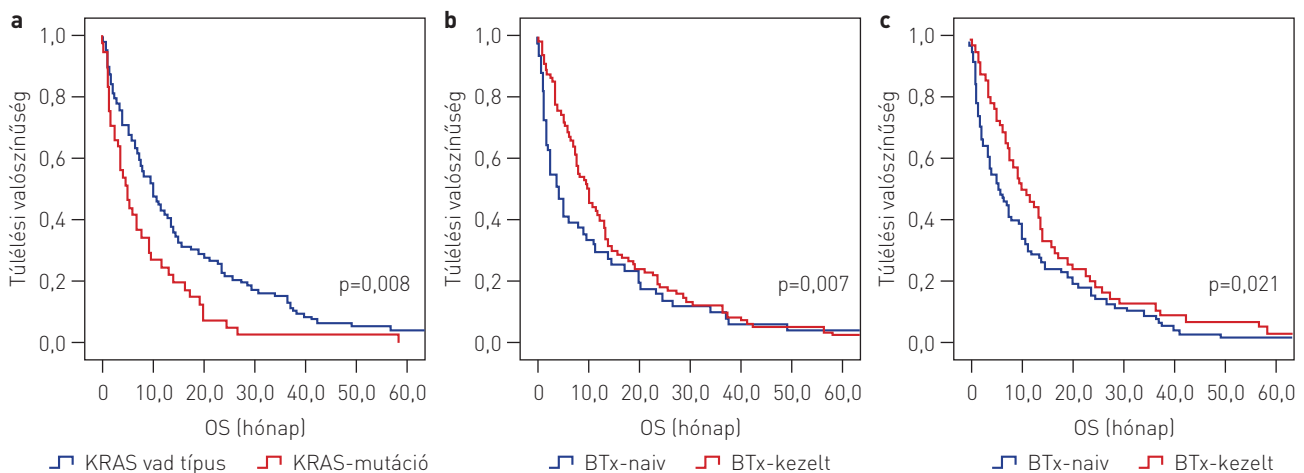 a
Túlélési valószínűség
1,0
0,8
0,6
0,4
0,2
0,0
p=0,008
0 10,0 20,0 30,0 40,0 50,0 60,0
OS (hónap)
KRAS vad típus KRAS-mutáció
b
Túlélési valószínűség
1,0
0,8
0,6
0,4
0,2
0,0
p=0,007
0 10,0 20,0 30,0 40,0 50,0 60,0
OS (hónap)
BTx-naiv BTx-kezelt
c
Túlélési valószínűség
1,0
0,8
0,6
0,4
0,2
0,0
p=0,021
0 10,0 20,0 30,0 40,0 50,0 60,0
OS (hónap)
BTx-naiv BTx-kezelt